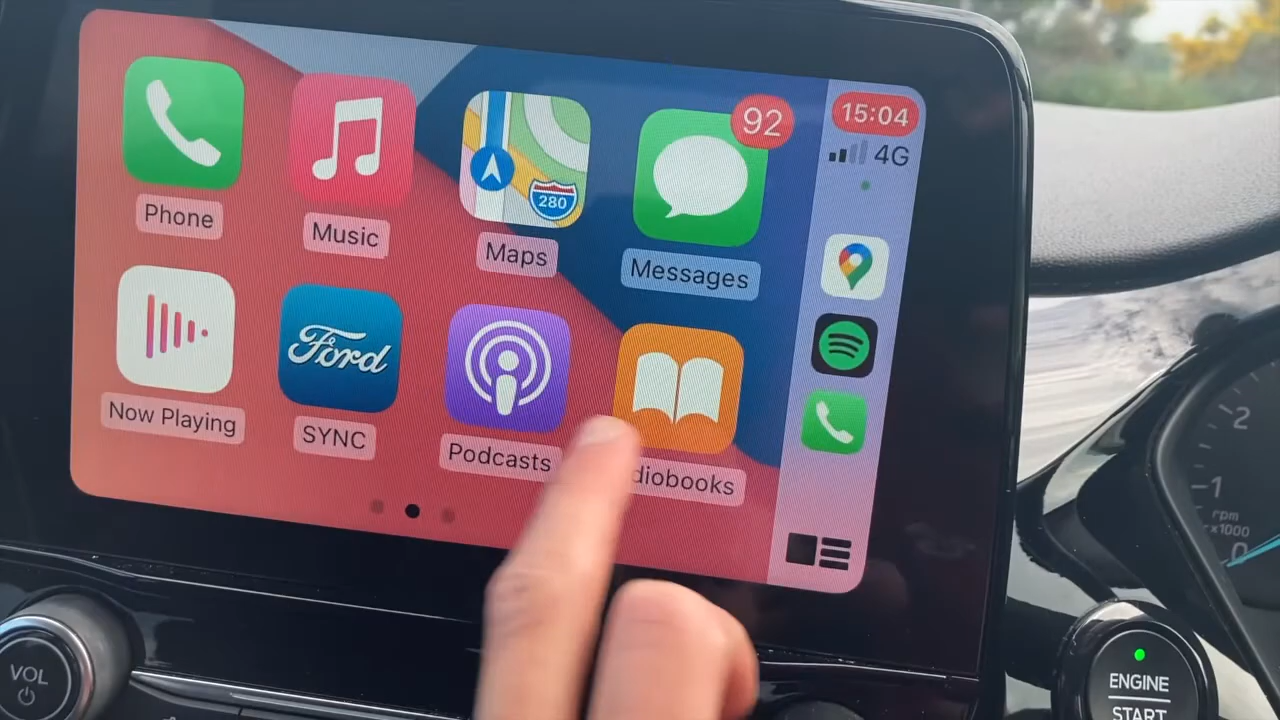 15:04
4G
92
280
Phone
Music
Maps
Messages
Ford
Now Playing
SYNC
Podcasts
diobooks
2
1
rpm
x1000
0
VOL
ENGINE
START